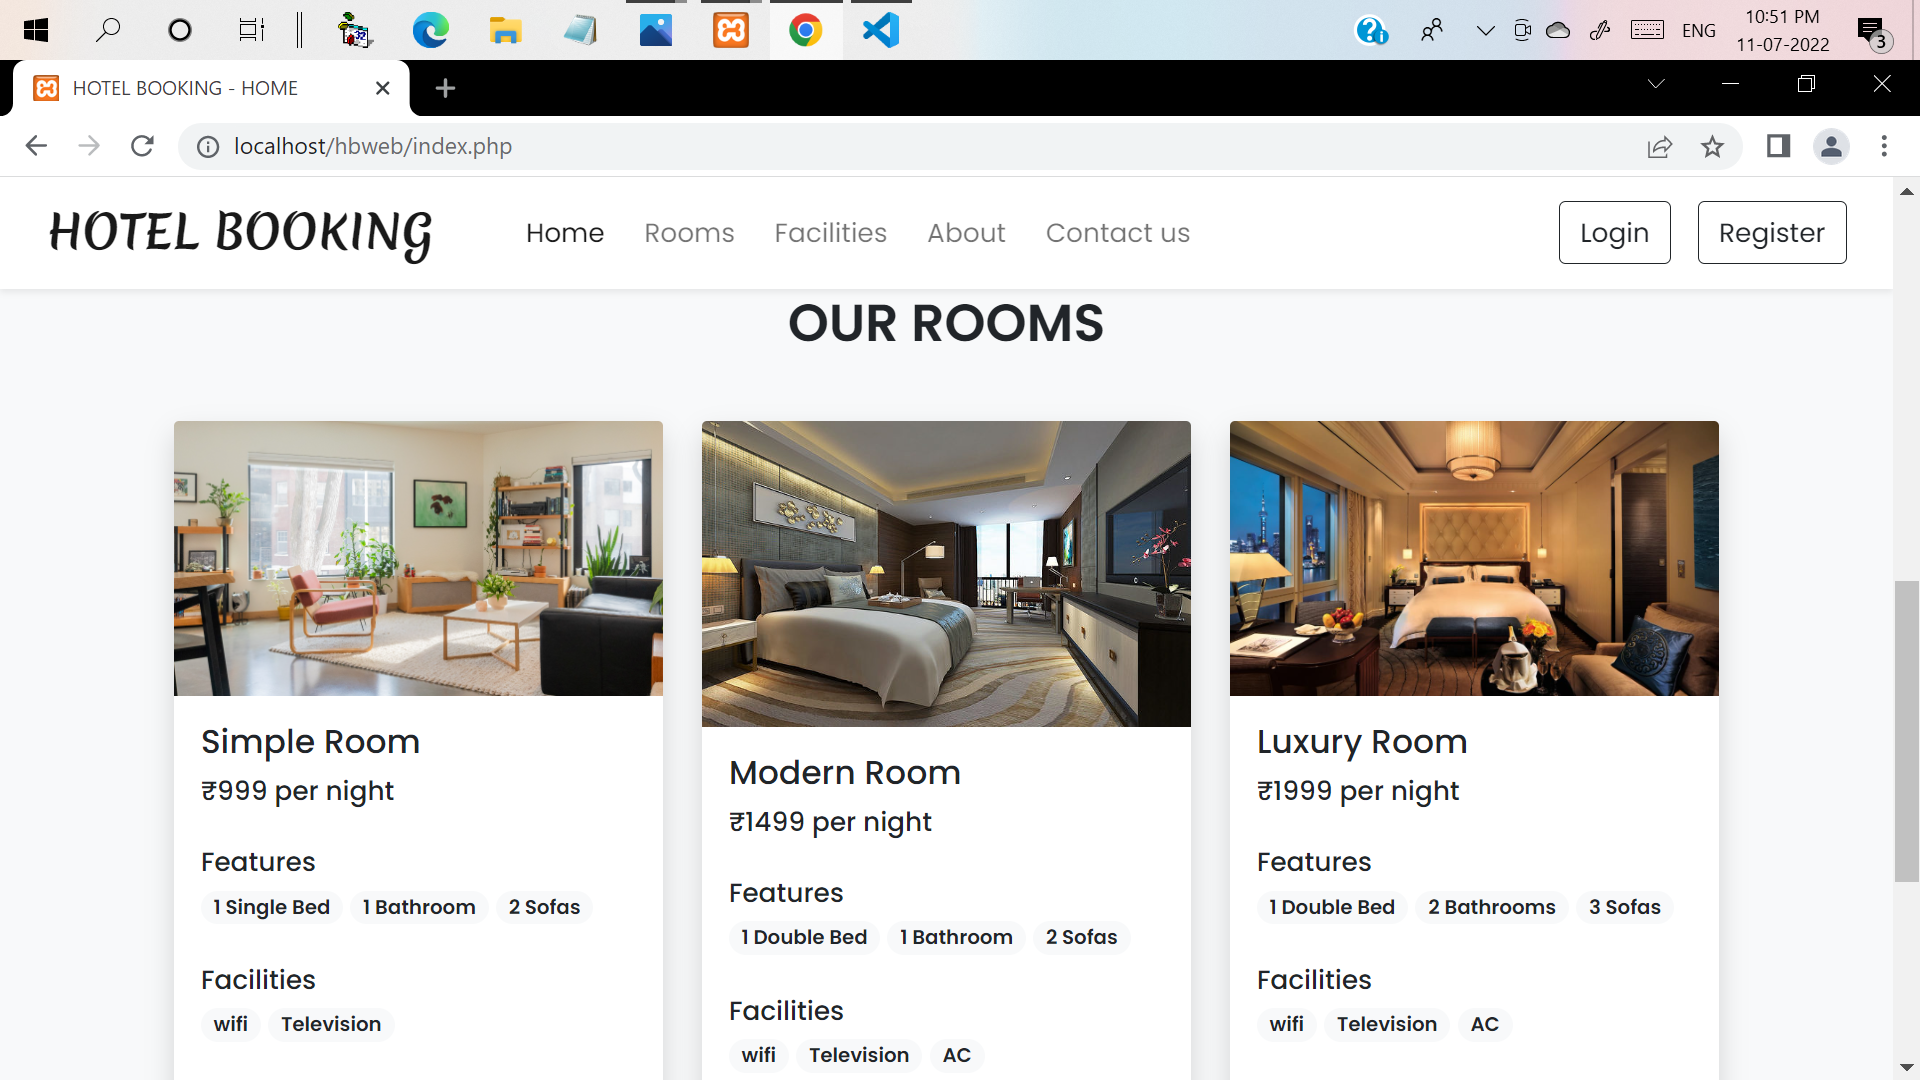 ENG
10:51 PM
11-07-2022
3
HOTEL BOOKING - HOME
localhost/hbweb/index.php
HOTEL BOOKING
Home
Rooms
Facilities
About
Contact us
Login
Register
OUR ROOMS
Simple Room
₹999 per night
Features
1 Single Bed
1 Bathroom
2 Sofas
Facilities
wifi
Television
Modern Room
₹1499 per night
Features
1 Double Bed
1 Bathroom
2 Sofas
Facilities
wifi
Television
AC
Luxury Room
₹1999 per night
Features
1 Double Bed
2 Bathrooms
3 Sofas
Facilities
wifi
Television
AC